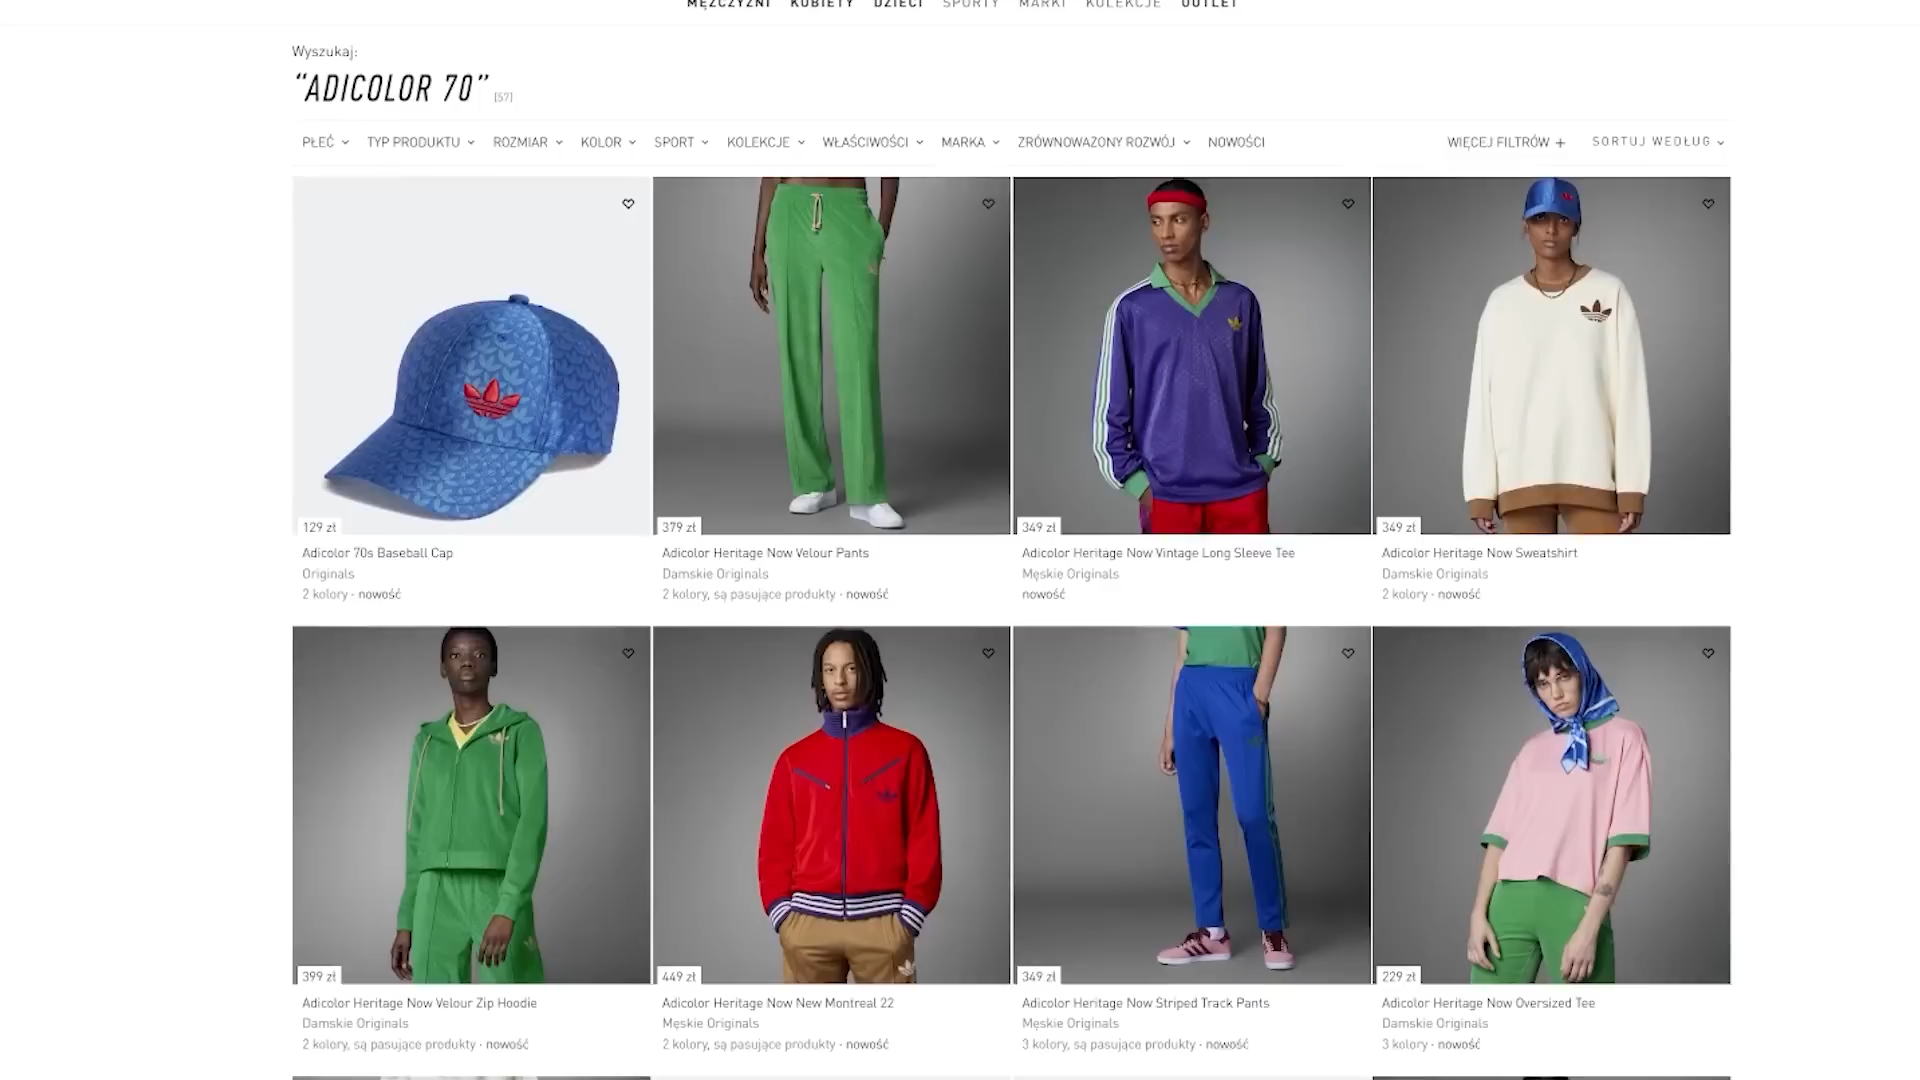 MĘŻCZYŹNI KOBIETY DZIECI SPORTY MARKI KOLEKCJE OUTLET
Wyszukaj:
“ADICOLOR 70” [57]
PŁEĆ TYP PRODUKTU ROZMIAR KOLOR SPORT KOLEKCJE WŁAŚCIWOŚCI MARKA ZRÓWNOWAŻONY ROZWÓJ NOWOŚCI WIĘCEJ FILTRÓW + SORTUJ WEDŁUG
129 zł
Adicolor 70s Baseball Cap
Originals
2 kolory · nowość
379 zł
Adicolor Heritage Now Velour Pants
Damskie Originals
2 kolory, są pasujące produkty · nowość
349 zł
Adicolor Heritage Now Vintage Long Sleeve Tee
Męskie Originals
nowość
349 zł
Adicolor Heritage Now Sweatshirt
Damskie Originals
2 kolory · nowość
399 zł
Adicolor Heritage Now Velour Zip Hoodie
Damskie Originals
2 kolory, są pasujące produkty · nowość
449 zł
Adicolor Heritage Now New Montreal 22
Męskie Originals
2 kolory, są pasujące produkty · nowość
349 zł
Adicolor Heritage Now Striped Track Pants
Męskie Originals
3 kolory, są pasujące produkty · nowość
229 zł
Adicolor Heritage Now Oversized Tee
Damskie Originals
3 kolory · nowość